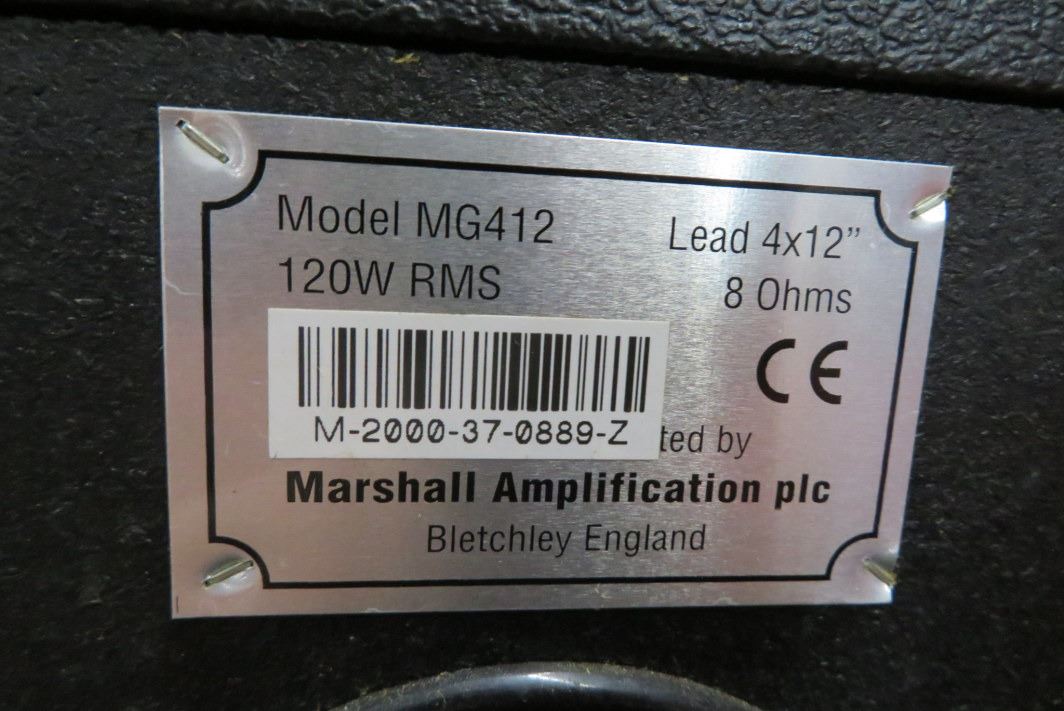 Model MG412 Lead 4x12”
120W RMS 8 Ohms
CE
M-2000-37-0889-Z
ted by
Marshall Amplification plc
Bletchley England